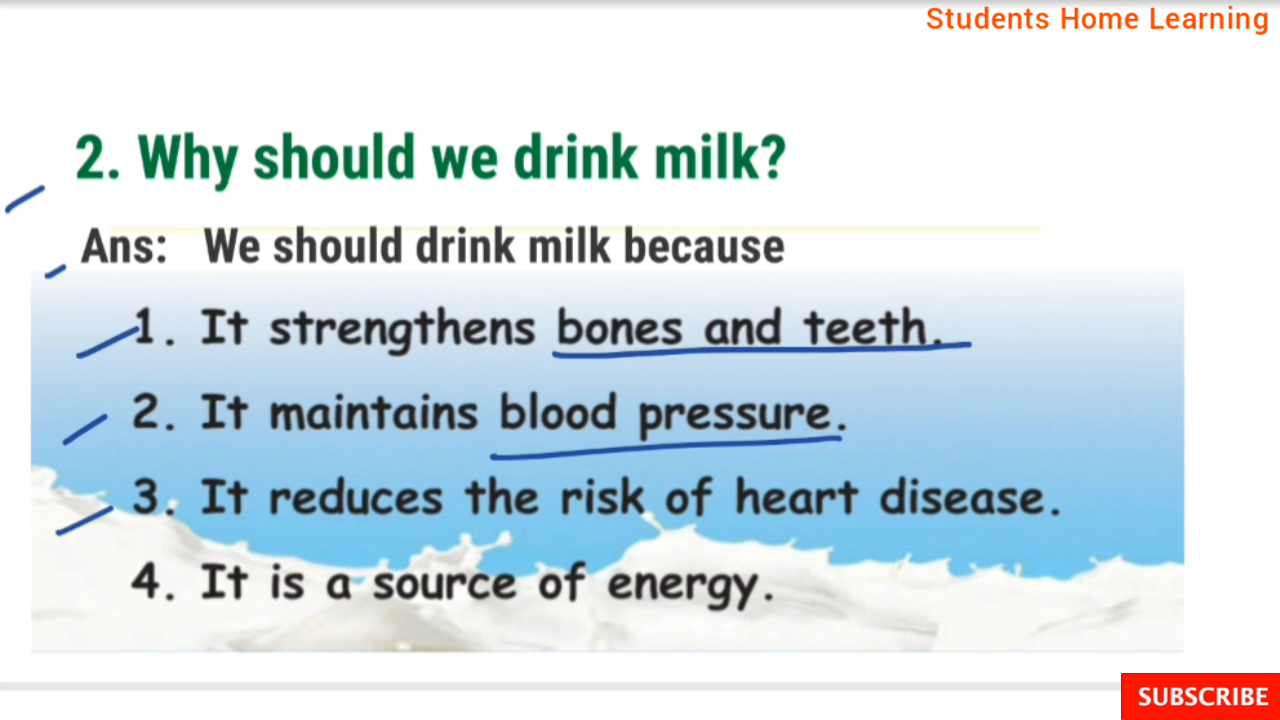 Students Home Learning
2. Why should we drink milk?
Ans: We should drink milk because
1. It strengthens bones and teeth.
2. It maintains blood pressure.
3. It reduces the risk of heart disease.
4. It is a source of energy.
SUBSCRIBE